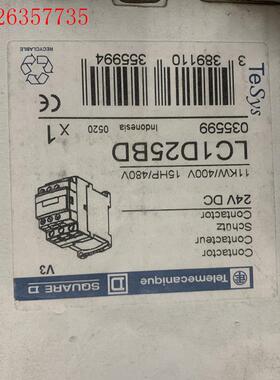 26357735
SQUARE D
Telemecanique
V3
Contactor
Contacteur
Schütz
Contactor
24V DC
LC1D25BD
11KW/400V 15HP/480V
035599 Indonesia 0520 X 1
TeSys
3 389110 355994
RECYCLABLE
CE